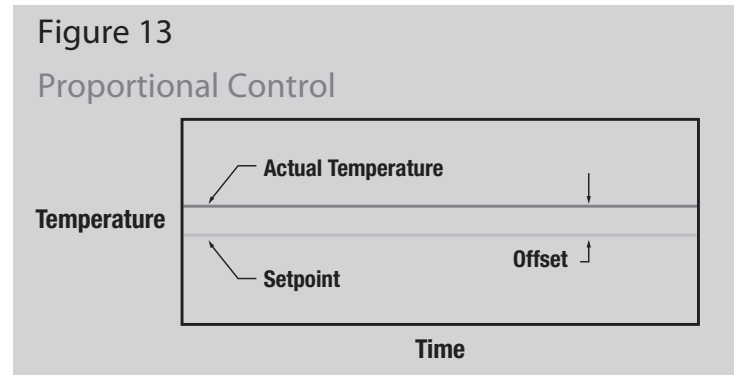 Figure 13
Proportional Control
Actual Temperature
Temperature
Offset
Setpoint
Time